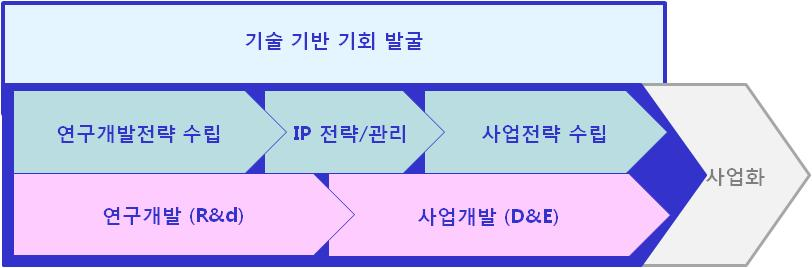 기술 기반 기회 발굴
연구개발전략 수립
IP 전략/관리
사업전략 수립
사업화
연구개발 (R&d)
사업개발 (D&E)